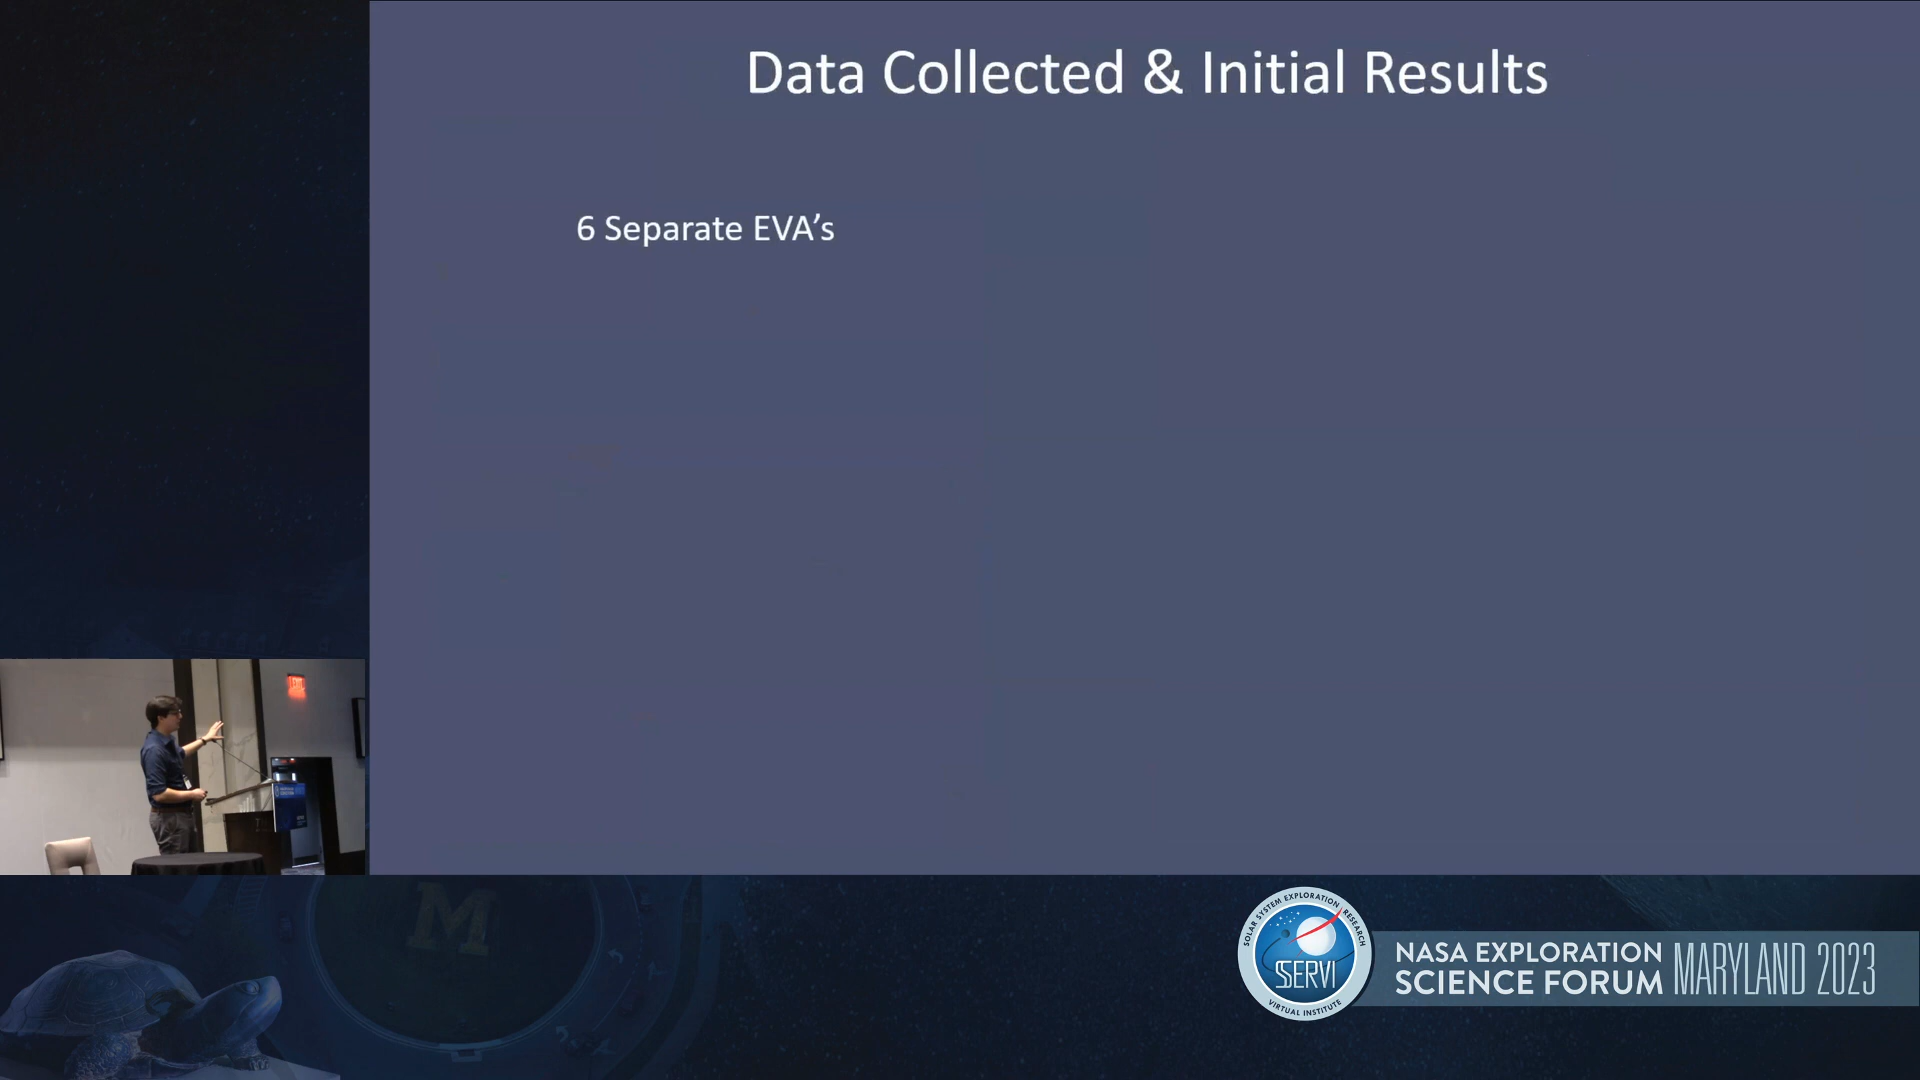 Data Collected & Initial Results
6 Separate EVA's
EXIT
M
SOLAR SYSTEM EXPLORATION RESEARCH
SSERVI
VIRTUAL INSTITUTE
NASA EXPLORATION
SCIENCE FORUM
MARYLAND 2023